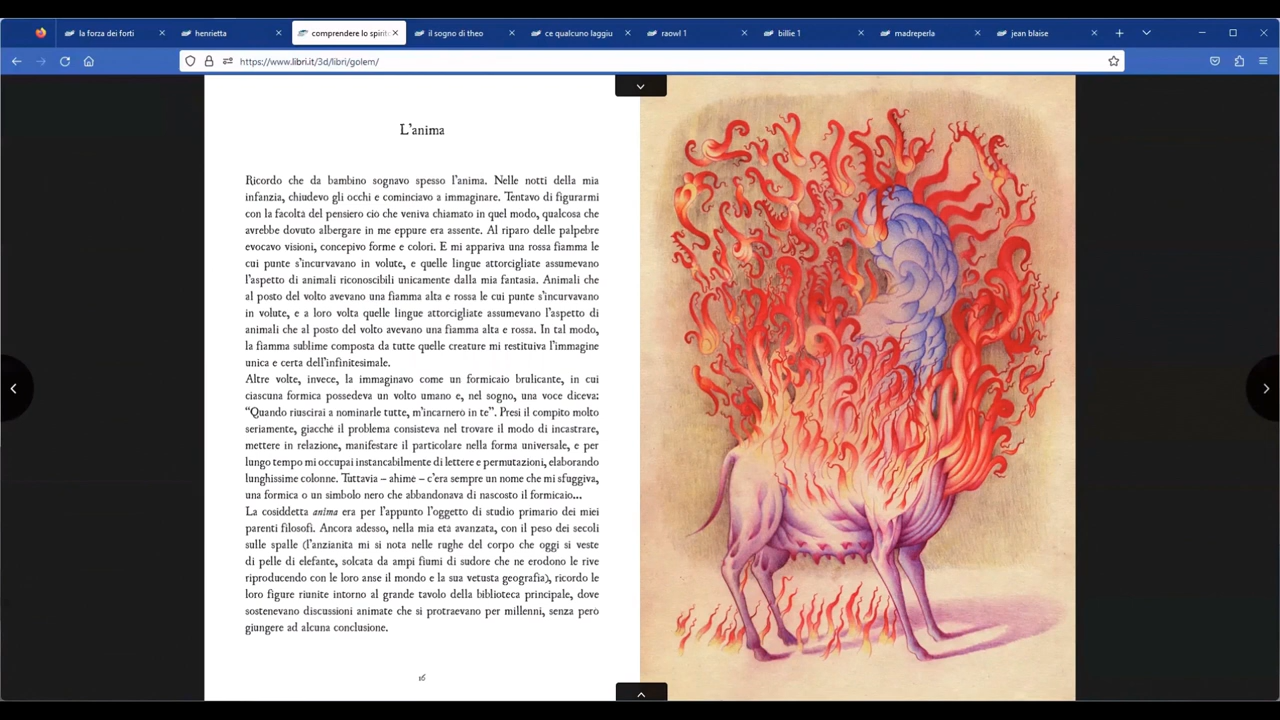 la forza dei forti
henrietta
comprendere lo spirit
il sogno di theo
ce qualcuno laggiu
raowl 1
billie 1
madreperla
jean blaise
https://www.libri.it/3d/libri/golem/
L'anima
Ricordo che da bambino sognavo spesso l'anima. Nelle notti della mia
infanzia, chiudevo gli occhi e cominciavo a immaginare. Tentavo di figurarmi
con la facolta del pensiero cio che veniva chiamato in quel modo, qualcosa che
avrebbe dovuto albergare in me eppure era assente. Al riparo delle palpebre
evocavo visioni, concepivo forme e colori. E mi appariva una rossa fiamma le
cui punte s'incurvavano in volute, e quelle lingue attorcigliate assumevano
l'aspetto di animali riconoscibili unicamente dalla mia fantasia. Animali che
al posto del volto avevano una fiamma alta e rossa le cui punte s'incurvavano
in volute, e a loro volta quelle lingue attorcigliate assumevano l'aspetto di
animali che al posto del volto avevano una fiamma alta e rossa. In tal modo,
la fiamma sublime composta da tutte quelle creature mi restituiva l'immagine
unica e certa dell'infinitesimale.
Altre volte, invece, la immaginavo come un formicaio brulicante, in cui
ciascuna formica possedeva un volto umano e, nel sogno, una voce diceva:
“Quando riuscirai a nominarle tutte, m'incarnero in te”. Presi il compito molto
seriamente, giacche il problema consisteva nel trovare il modo di incastrare,
mettere in relazione, manifestare il particolare nella forma universale, e per
lungo tempo mi occupai instancabilmente di lettere e permutazioni, elaborando
lunghissime colonne. Tuttavia – ahime – c'era sempre un nome che mi sfuggiva,
una formica o un simbolo nero che abbandonava di nascosto il formicaio...
La cosiddetta anima era per l'appunto l'oggetto di studio primario dei miei
parenti filosofi. Ancora adesso, nella mia eta avanzata, con il peso dei secoli
sulle spalle (l'anzianita mi si nota nelle rughe del corpo che oggi si veste
di pelle di elefante, solcata da ampi fiumi di sudore che ne erodono le rive
riproducendo con le loro anse il mondo e la sua vetusta geografia), ricordo le
loro figure riunite intorno al grande tavolo della biblioteca principale, dove
sostenevano discussioni animate che si protraevano per millenni, senza pero
giungere ad alcuna conclusione.
16